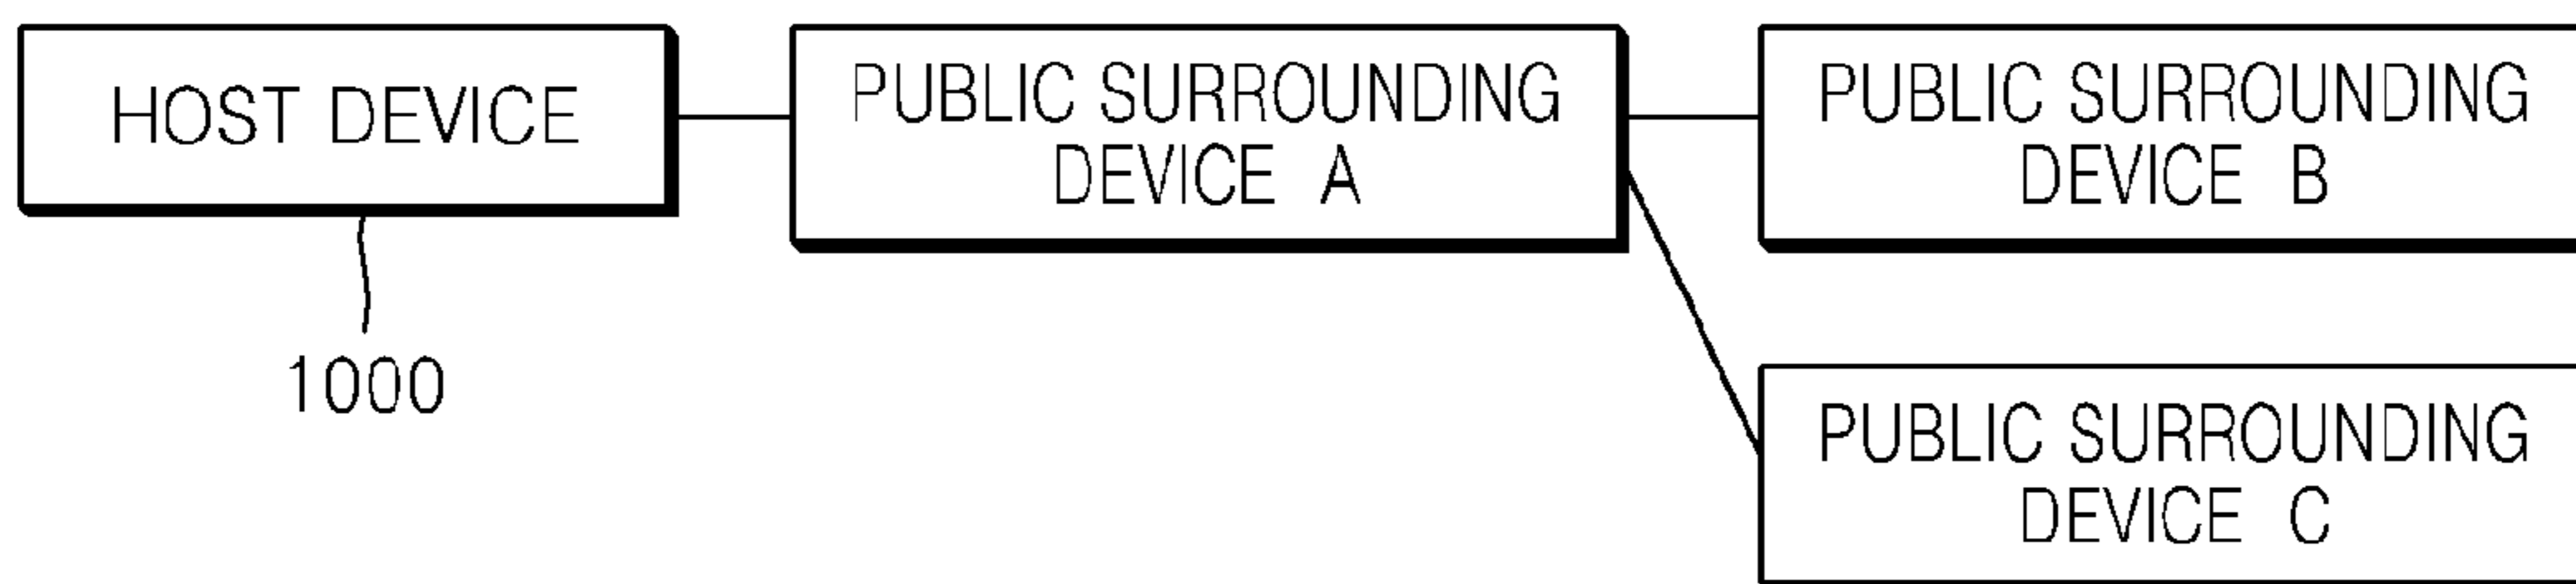 HOST DEVICE
1000
PUBLIC SURROUNDING
DEVICE A
PUBLIC SURROUNDING
DEVICE B
PUBLIC SURROUNDING
DEVICE C